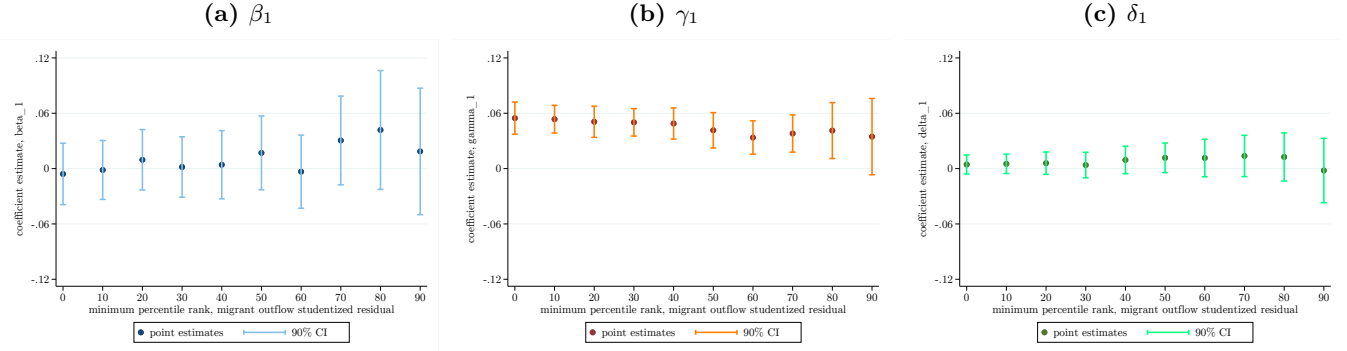 (a) β₁
(b) γ₁
(c) δ₁
coefficient estimate, beta_1
.12
.06
0
-.06
-.12
0 10 20 30 40 50 60 70 80 90
minimum percentile rank, migrant outflow studentized residual
point estimates 90% CI
coefficient estimate, gamma_1
.12
.06
0
-.06
-.12
0 10 20 30 40 50 60 70 80 90
minimum percentile rank, migrant outflow studentized residual
point estimates 90% CI
coefficient estimate, delta_1
.12
.06
0
-.06
-.12
0 10 20 30 40 50 60 70 80 90
minimum percentile rank, migrant outflow studentized residual
point estimates 90% CI